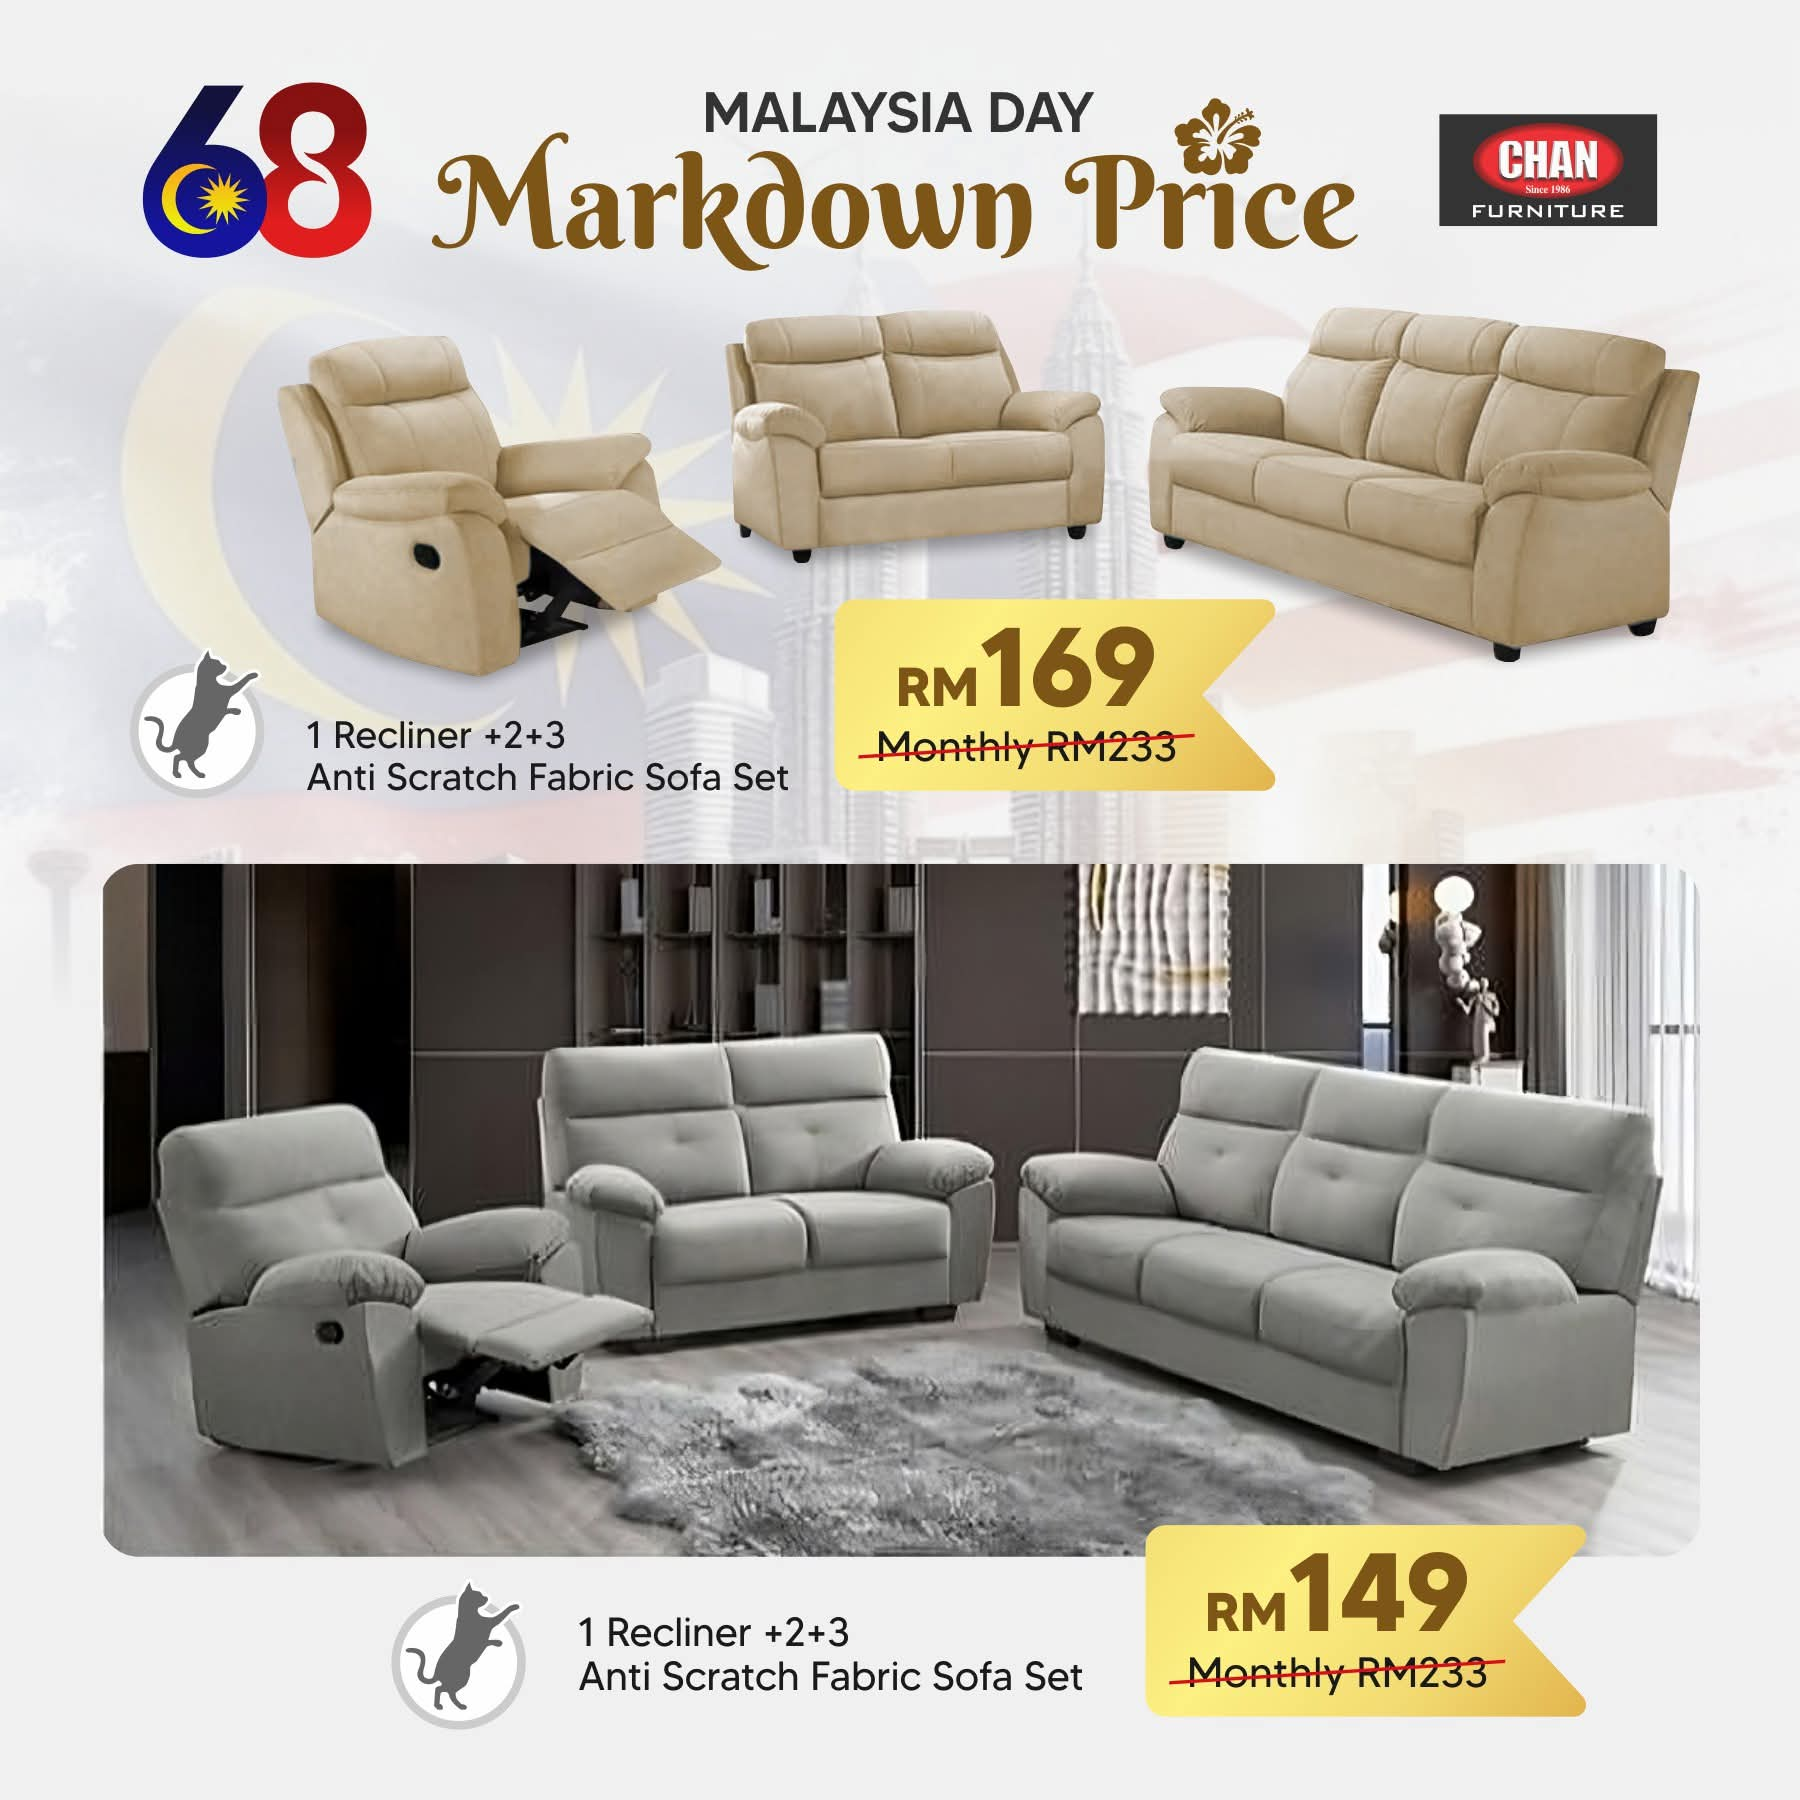 68
MALAYSIA DAY
Markdown Price
CHAN
Since 1986
FURNITURE
RM169
Monthly RM233
1 Recliner +2+3
Anti Scratch Fabric Sofa Set
RM149
Monthly RM233
1 Recliner +2+3
Anti Scratch Fabric Sofa Set